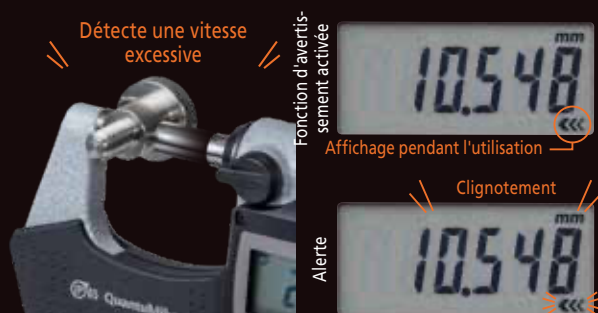 Détecte une vitesse
excessive
Fonction d'avertis-
sement activée
mm
10.548
Affichage pendant l'utilisation
Clignotement
Alerte
mm
10.548